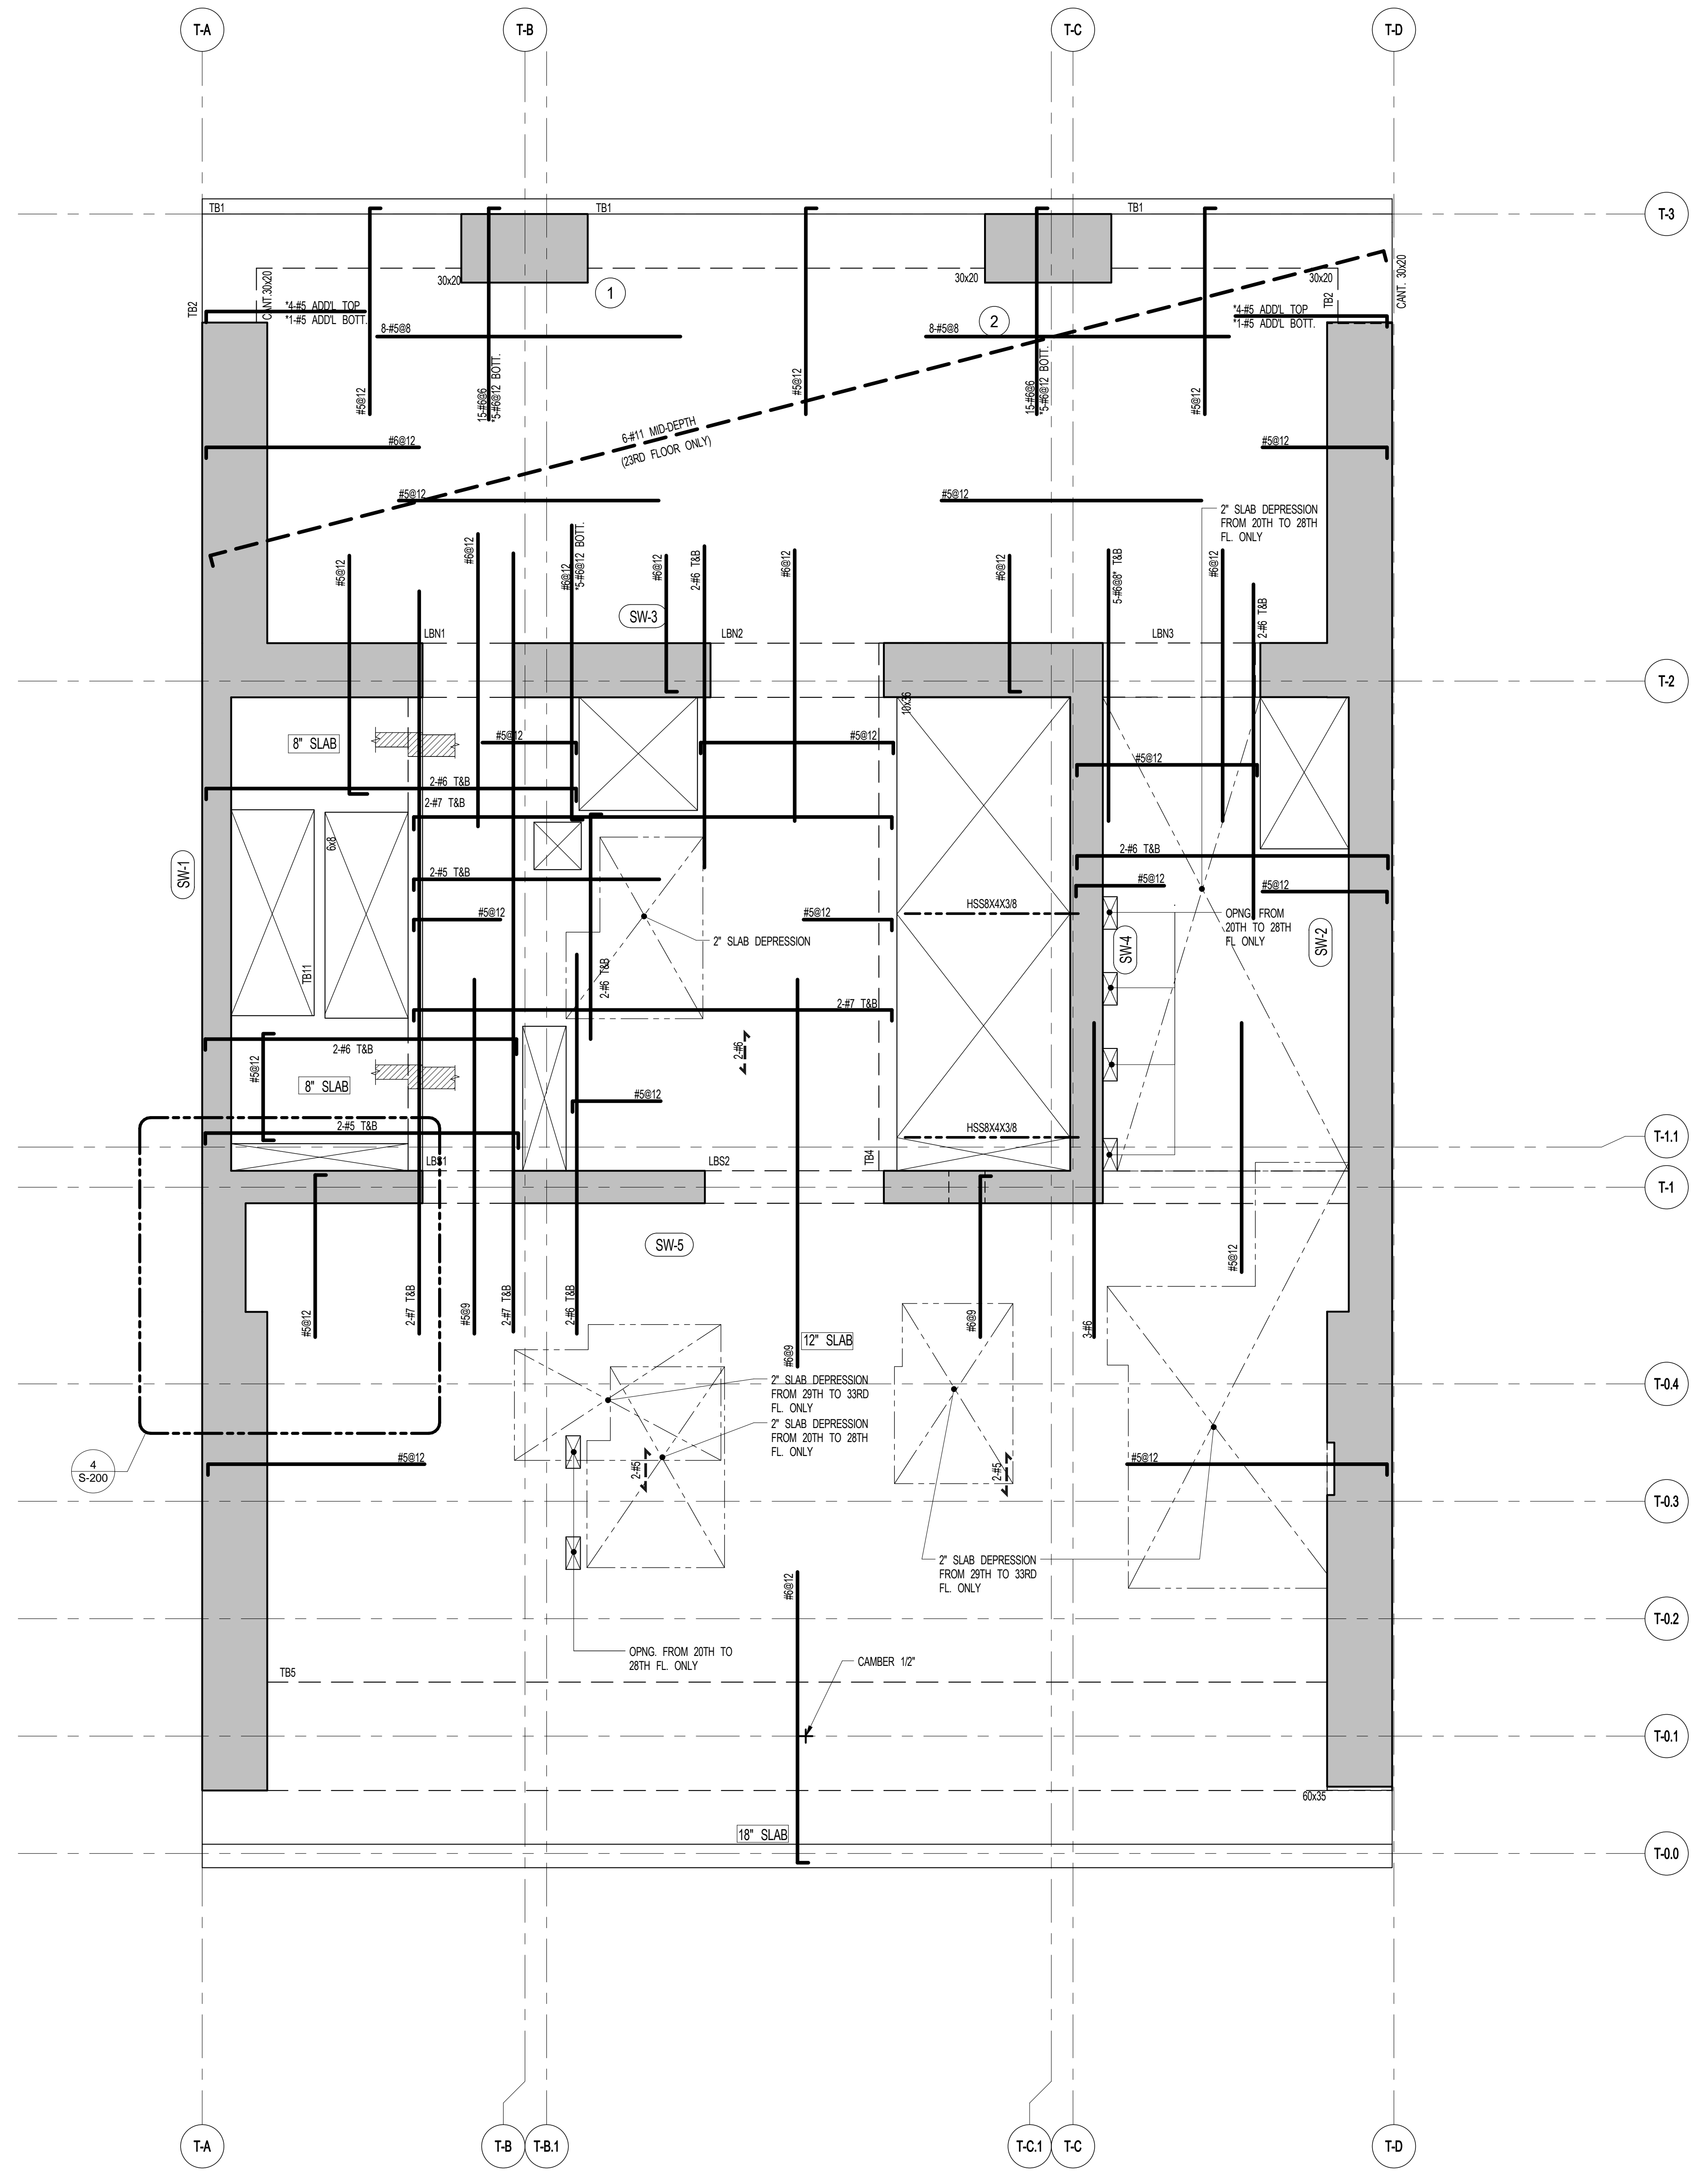 T-A
T-B
T-C
T-D
TB1
TB1
TB1
T-3
30x20
30x20
30x20
CANT. 30x20
CANT. 30x20
TB2
TB2
1
2
*4-#5 ADD'L TOP
*1-#5 ADD'L BOTT.
*4-#5 ADD'L TOP
*1-#5 ADD'L BOTT.
8-#5@8
8-#5@8
#5@12
15-#6@6
*5-#6@12 BOTT.
#5@12
15-#6@6
*5-#6@12 BOTT.
#5@12
#6@12
6-#11 MID-DEPTH
(23RD FLOOR ONLY)
#5@12
#5@12
#5@12
2" SLAB DEPRESSION
FROM 20TH TO 28TH
FL. ONLY
#5@12
#6@12
#6@12
*5-#6@12 BOTT.
#6@12
2-#6 T&B
#6@12
#6@12
5-#6@8" T&B
#6@12
2-#6 T&B
SW-3
LBN1
LBN2
LBN3
T-2
10x36
8" SLAB
#5@12
#5@12
#5@12
2-#6 T&B
2-#7 T&B
6x8
SW-1
2-#6 T&B
2-#5 T&B
#5@12
#5@12
#5@12
#5@12
HSS8X4X3/8
OPNG. FROM
20TH TO 28TH
FL ONLY
SW-4
SW-2
2" SLAB DEPRESSION
TB11
2-#6 T&B
2-#7 T&B
2-#6
2-#6 T&B
#5@12
8" SLAB
#5@12
2-#5 T&B
HSS8X4X3/8
T-1.1
LBS1
LBS2
TB4
T-1
SW-5
#5@12
2-#7 T&B
#5@9
2-#7 T&B
2-#6 T&B
#6@9
12" SLAB
#6@9
3-#6
#5@12
2" SLAB DEPRESSION
FROM 29TH TO 33RD
FL. ONLY
2" SLAB DEPRESSION
FROM 20TH TO 28TH
FL. ONLY
T-0.4
4
S-200
#5@12
2-#5
2-#5
#5@12
T-0.3
2" SLAB DEPRESSION
FROM 29TH TO 33RD
FL. ONLY
#6@12
T-0.2
OPNG. FROM 20TH TO
28TH FL. ONLY
CAMBER 1/2"
TB5
T-0.1
60x35
18" SLAB
T-0.0
T-A
T-B
T-B.1
T-C.1
T-C
T-D